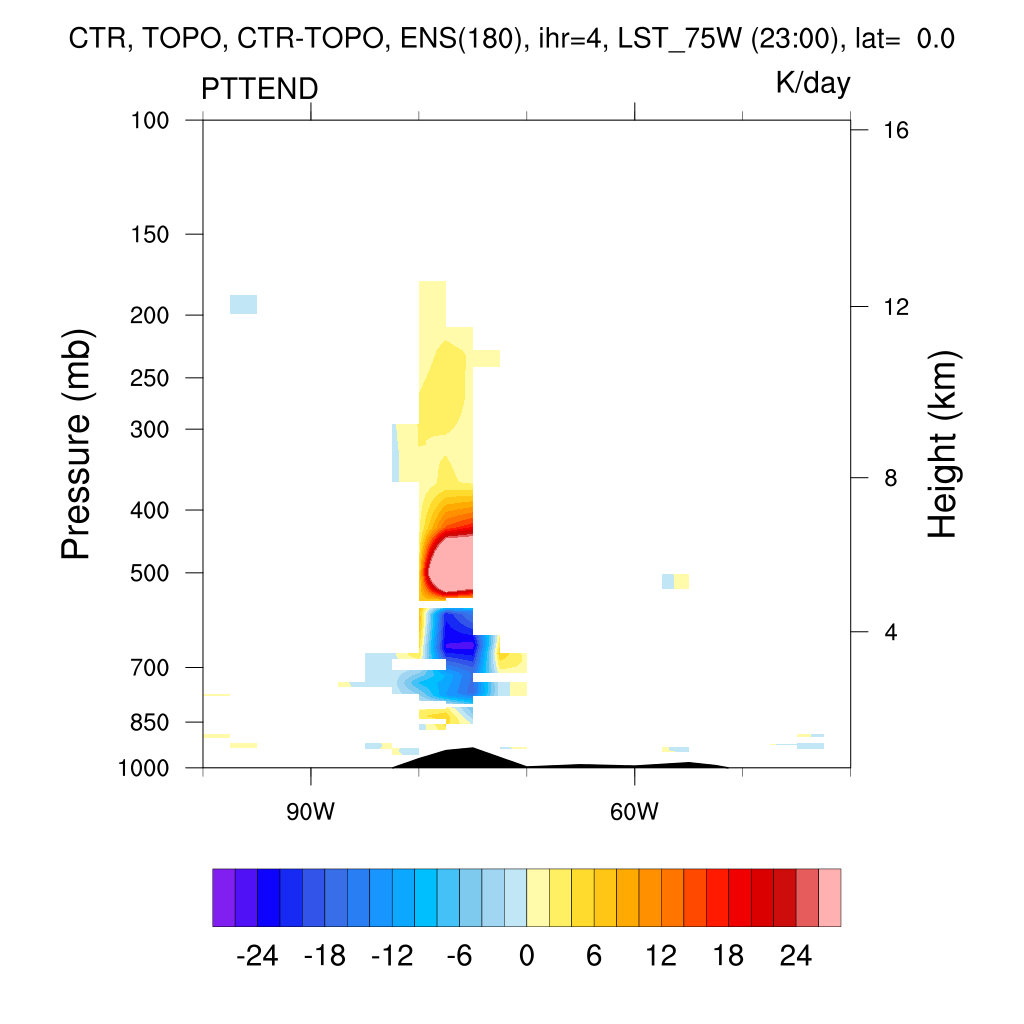 CTR, TOPO, CTR-TOPO, ENS(180), ihr=4, LST_75W (23:00), lat=  0.0
PTTEND
K/day
100
150
200
250
300
400
500
700
850
1000
Pressure (mb)
16
12
8
4
Height (km)
90W
60W
-24 -18 -12 -6 0 6 12 18 24